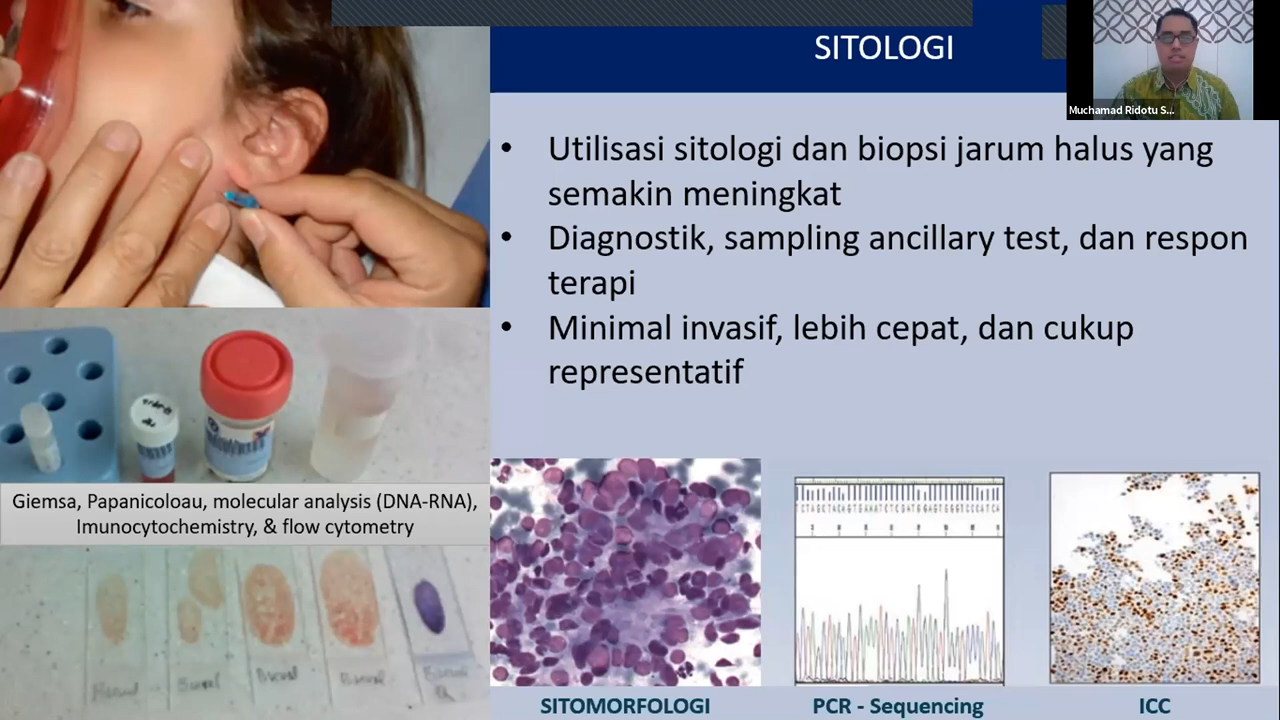 SITOLOGI
Muchamad Ridotu S...
• Utilisasi sitologi dan biopsi jarum halus yang
semakin meningkat
• Diagnostik, sampling ancillary test, dan respon
terapi
• Minimal invasif, lebih cepat, dan cukup
representatif
Giemsa, Papanicoloau, molecular analysis (DNA-RNA),
Imunocytochemistry, & flow cytometry
SITOMORFOLOGI
PCR - Sequencing
ICC